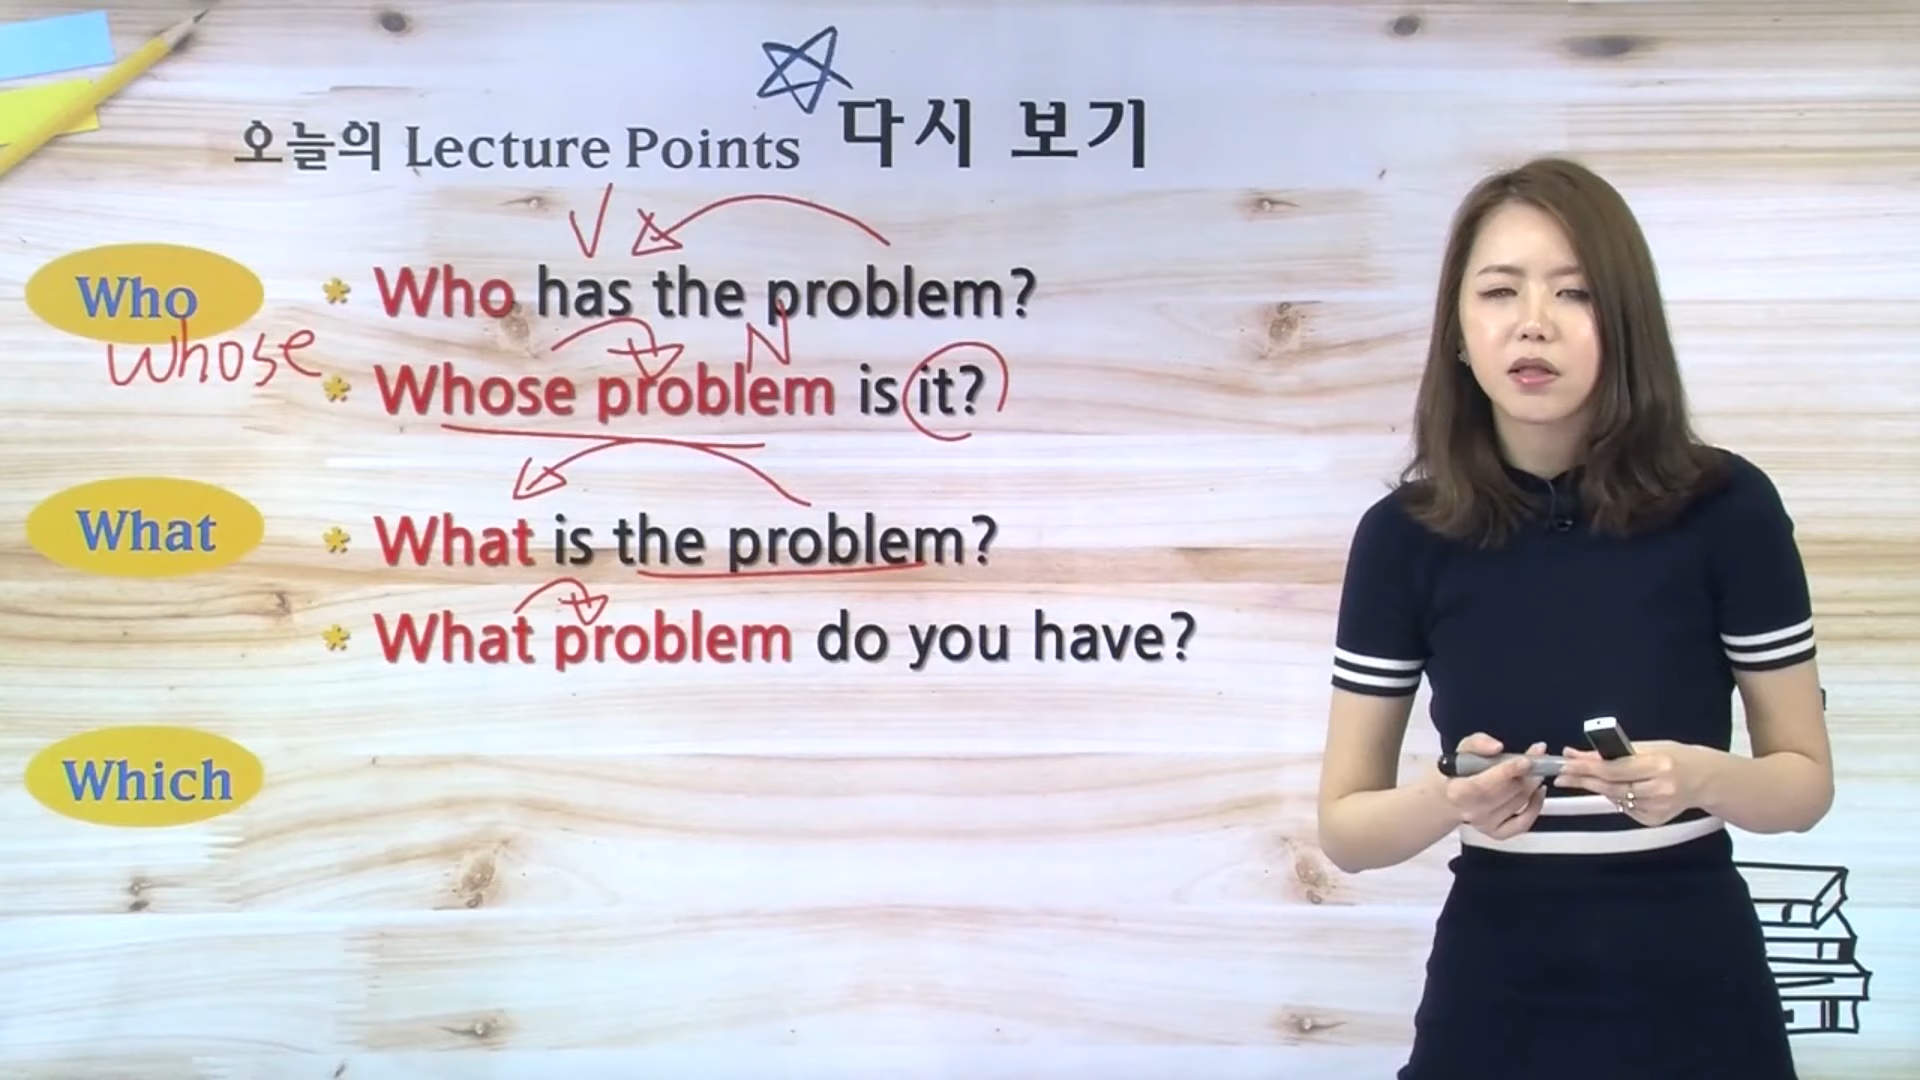 오늘의 Lecture Points 다시 보기
V
Who
* Who has the problem?
N
whose
* Whose problem is it?
What
* What is the problem?
* What problem do you have?
Which